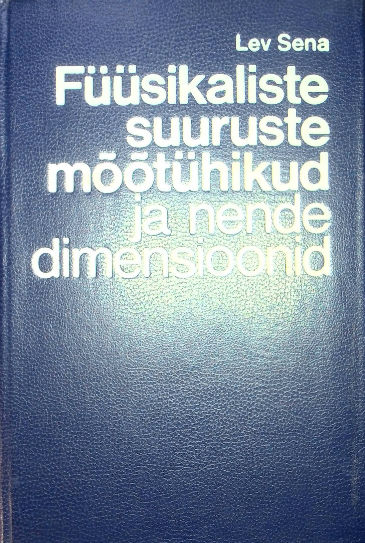 Lev Sena
Füüsikaliste
suuruste
mõõtühikud
ja nende
dimensioonid